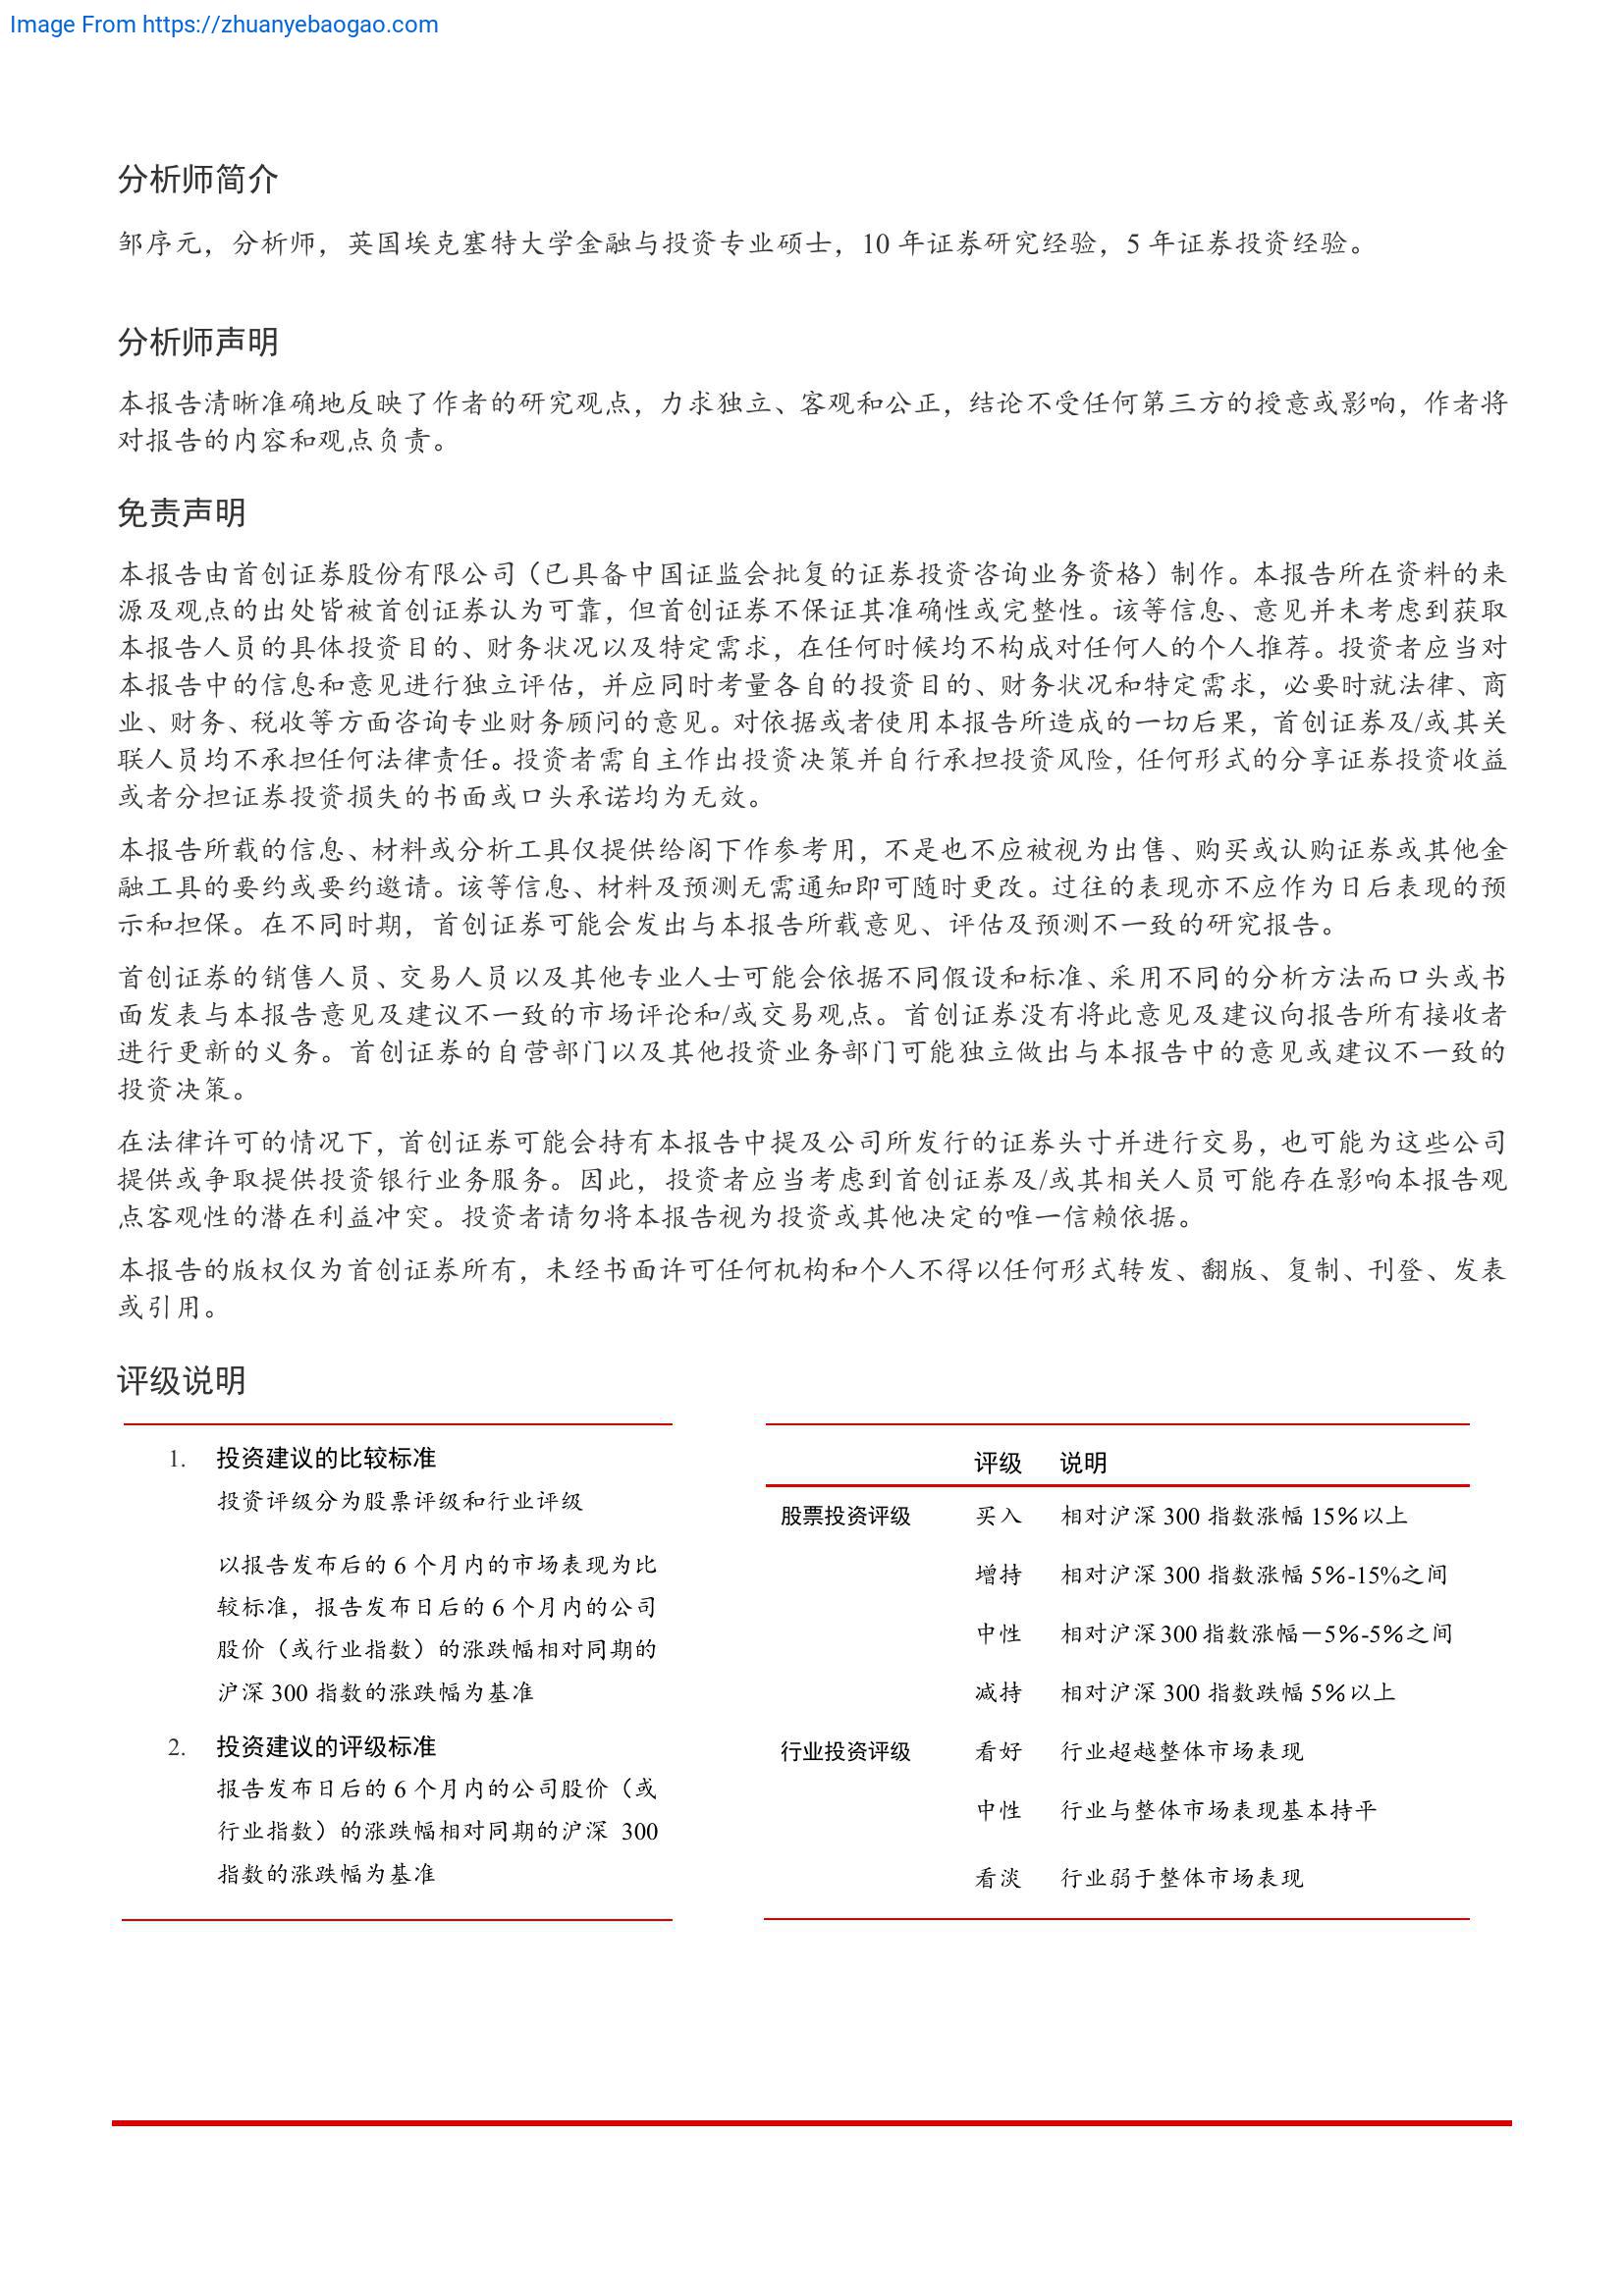 Image From https://zhuanyebaogao.com
分析师简介
邹序元，分析师，英国埃克塞特大学金融与投资专业硕士，10 年证券研究经验，5 年证券投资经验。
分析师声明
本报告清晰准确地反映了作者的研究观点，力求独立、客观和公正，结论不受任何第三方的授意或影响，作者将
对报告的内容和观点负责。
免责声明
本报告由首创证券股份有限公司（已具备中国证监会批复的证券投资咨询业务资格）制作。本报告所在资料的来
源及观点的出处皆被首创证券认为可靠，但首创证券不保证其准确性或完整性。该等信息、意见并未考虑到获取
本报告人员的具体投资目的、财务状况以及特定需求，在任何时候均不构成对任何人的个人推荐。投资者应当对
本报告中的信息和意见进行独立评估，并应同时考量各自的投资目的、财务状况和特定需求，必要时就法律、商
业、财务、税收等方面咨询专业财务顾问的意见。对依据或者使用本报告所造成的一切后果，首创证券及/或其关
联人员均不承担任何法律责任。投资者需自主作出投资决策并自行承担投资风险，任何形式的分享证券投资收益
或者分担证券投资损失的书面或口头承诺均为无效。
本报告所载的信息、材料或分析工具仅提供给阁下作参考用，不是也不应被视为出售、购买或认购证券或其他金
融工具的要约或要约邀请。该等信息、材料及预测无需通知即可随时更改。过往的表现亦不应作为日后表现的预
示和担保。在不同时期，首创证券可能会发出与本报告所载意见、评估及预测不一致的研究报告。
首创证券的销售人员、交易人员以及其他专业人士可能会依据不同假设和标准、采用不同的分析方法而口头或书
面发表与本报告意见及建议不一致的市场评论和/或交易观点。首创证券没有将此意见及建议向报告所有接收者
进行更新的义务。首创证券的自营部门以及其他投资业务部门可能独立做出与本报告中的意见或建议不一致的
投资决策。
在法律许可的情况下，首创证券可能会持有本报告中提及公司所发行的证券头寸并进行交易，也可能为这些公司
提供或争取提供投资银行业务服务。因此，投资者应当考虑到首创证券及/或其相关人员可能存在影响本报告观
点客观性的潜在利益冲突。投资者请勿将本报告视为投资或其他决定的唯一信赖依据。
本报告的版权仅为首创证券所有，未经书面许可任何机构和个人不得以任何形式转发、翻版、复制、刊登、发表
或引用。
评级说明
1. 投资建议的比较标准
投资评级分为股票评级和行业评级
以报告发布后的 6 个月内的市场表现为比
较标准，报告发布日后的 6 个月内的公司
股价（或行业指数）的涨跌幅相对同期的
沪深 300 指数的涨跌幅为基准
2. 投资建议的评级标准
报告发布日后的 6 个月内的公司股价（或
行业指数）的涨跌幅相对同期的沪深 300
指数的涨跌幅为基准
评级 说明
股票投资评级 买入 相对沪深 300 指数涨幅 15％以上
增持 相对沪深 300 指数涨幅 5％-15％之间
中性 相对沪深 300 指数涨幅－5％-5％之间
减持 相对沪深 300 指数跌幅 5％以上
行业投资评级 看好 行业超越整体市场表现
中性 行业与整体市场表现基本持平
看淡 行业弱于整体市场表现